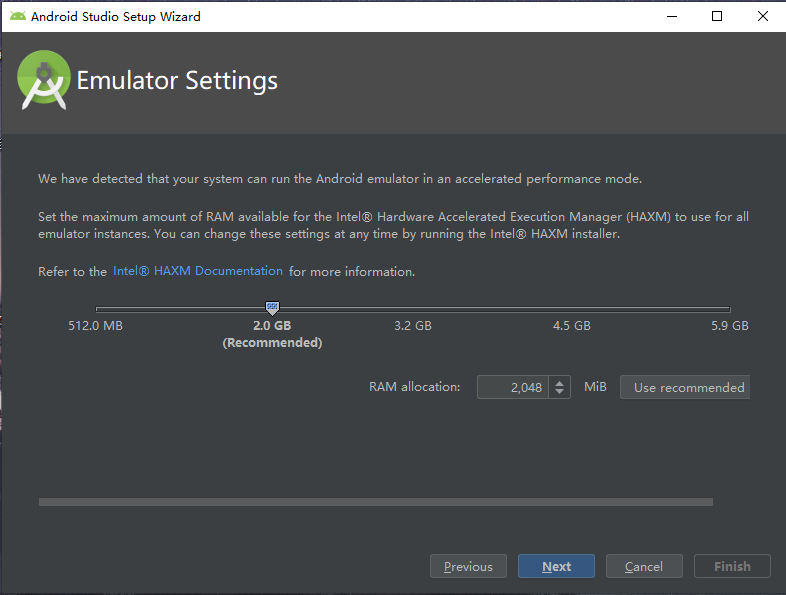 Android Studio Setup Wizard
Emulator Settings
We have detected that your system can run the Android emulator in an accelerated performance mode.
Set the maximum amount of RAM available for the Intel® Hardware Accelerated Execution Manager (HAXM) to use for all
emulator instances. You can change these settings at any time by running the Intel® HAXM installer.
Refer to the Intel® HAXM Documentation for more information.
512.0 MB 2.0 GB 3.2 GB 4.5 GB 5.9 GB
(Recommended)
RAM allocation: 2,048 MiB Use recommended
Previous Next Cancel Finish